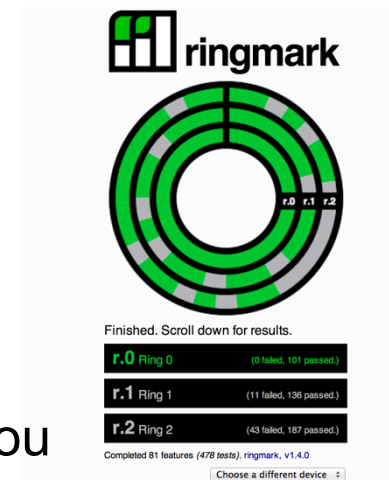 ringmark
r.0 r.1 r.2
Finished. Scroll down for results.
r.0 Ring 0 (0 failed, 101 passed.)
r.1 Ring 1 (11 failed, 136 passed.)
r.2 Ring 2 (43 failed, 187 passed.)
ou
Completed 81 features (478 tests). ringmark, v1.4.0
Choose a different device